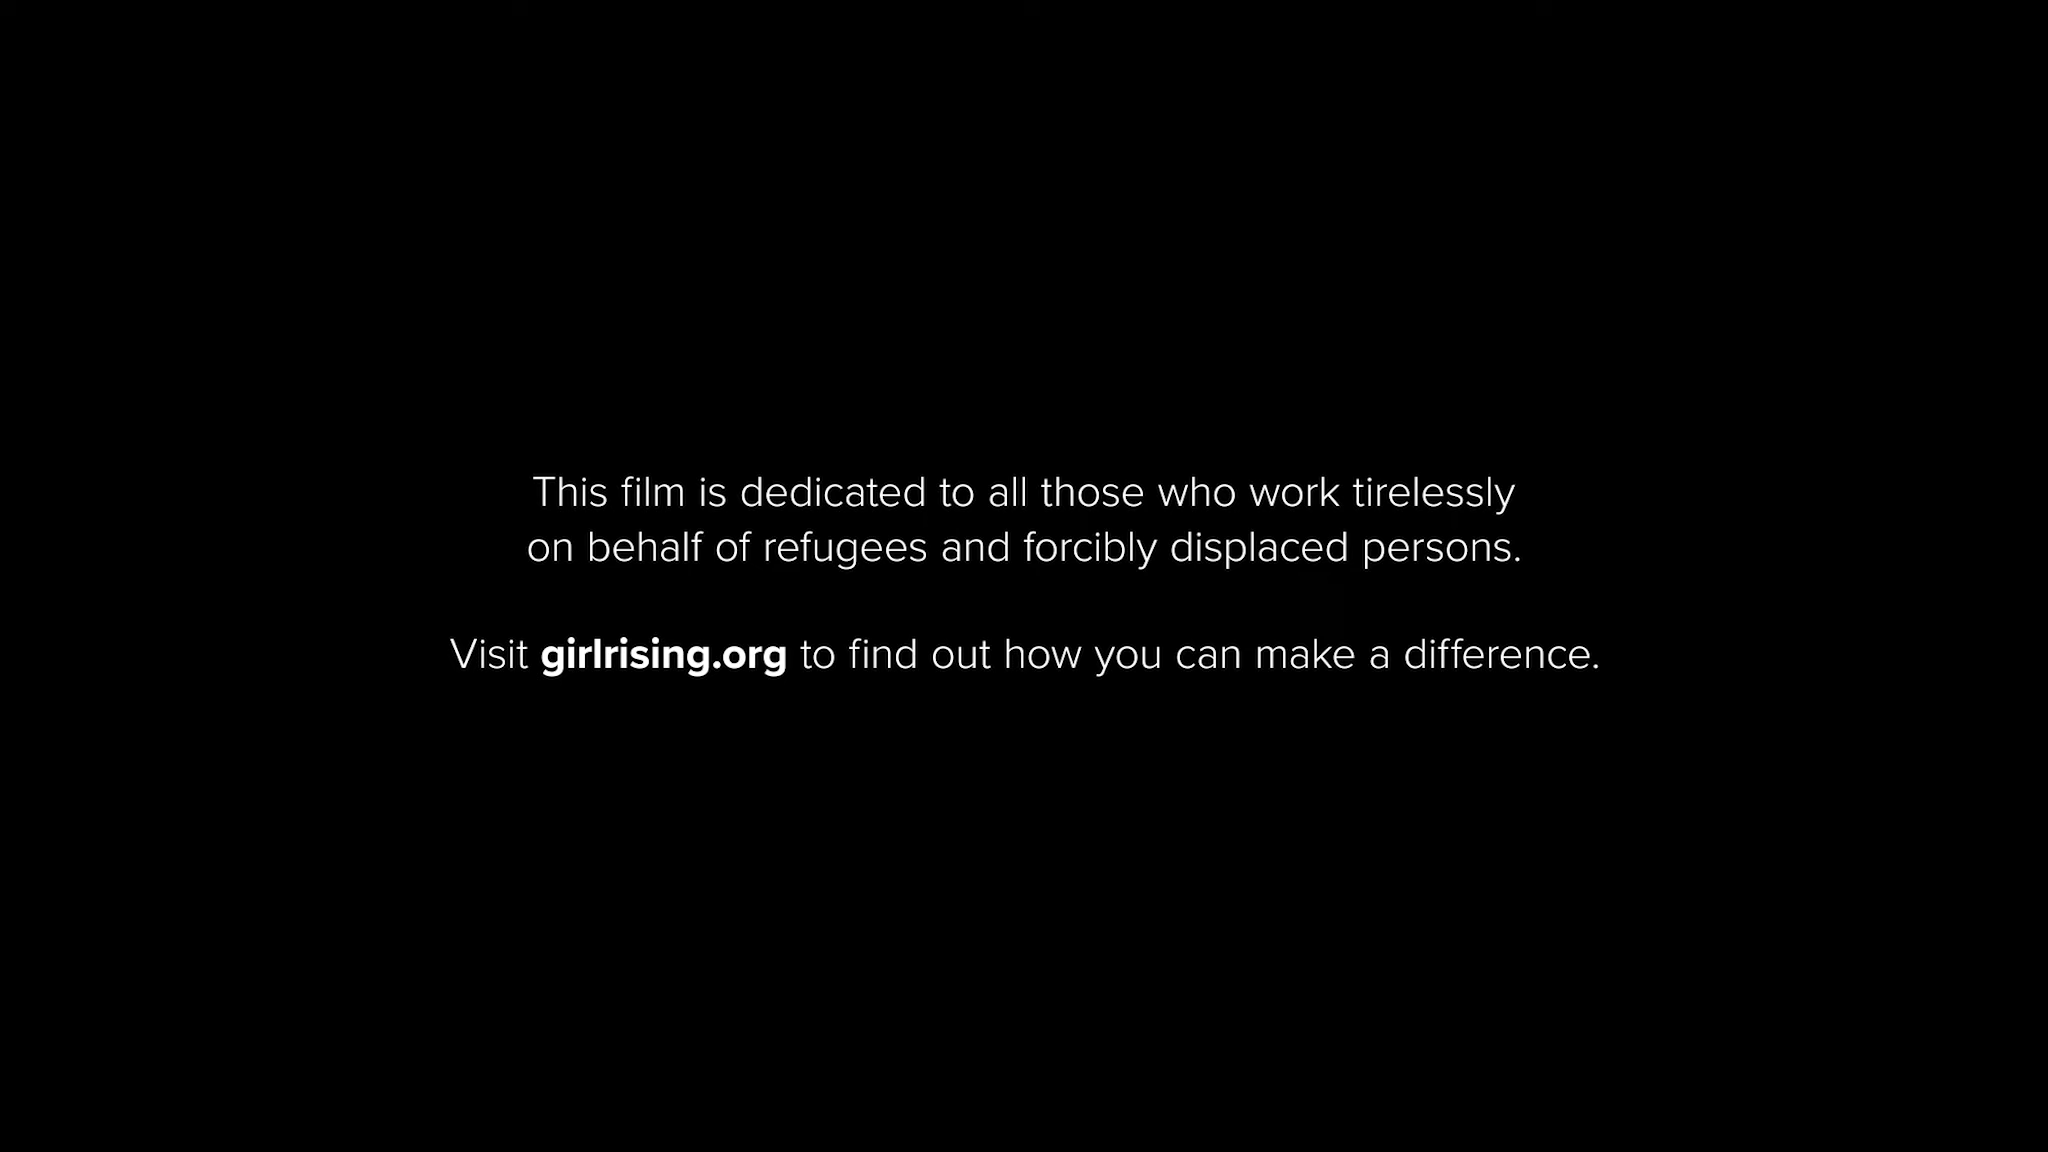 This film is dedicated to all those who work tirelessly
on behalf of refugees and forcibly displaced persons.
Visit girlrising.org to find out how you can make a difference.